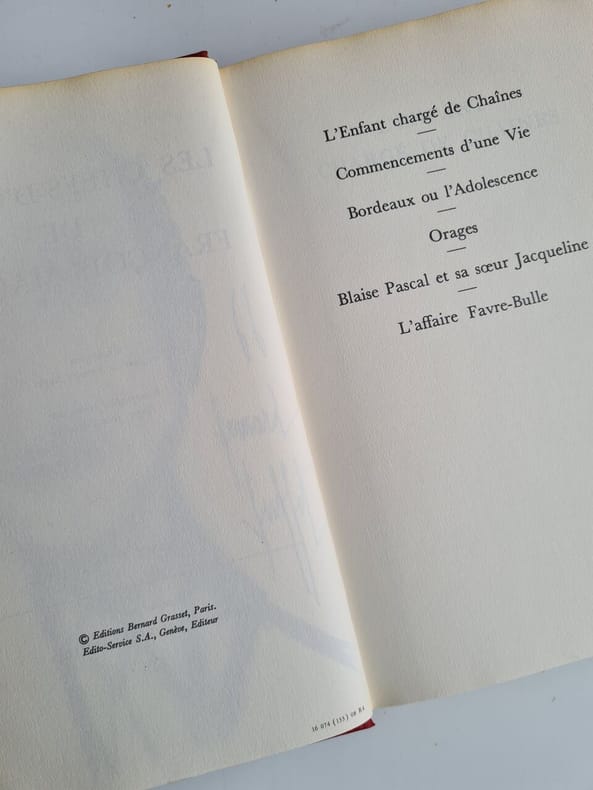 © Editions Bernard Grasset, Paris.
Edito-Service S.A., Genève, Editeur
L'Enfant chargé de Chaînes
Commencements d'une Vie
Bordeaux ou l'Adolescence
Orages
Blaise Pascal et sa sœur Jacqueline
L'affaire Favre-Bulle